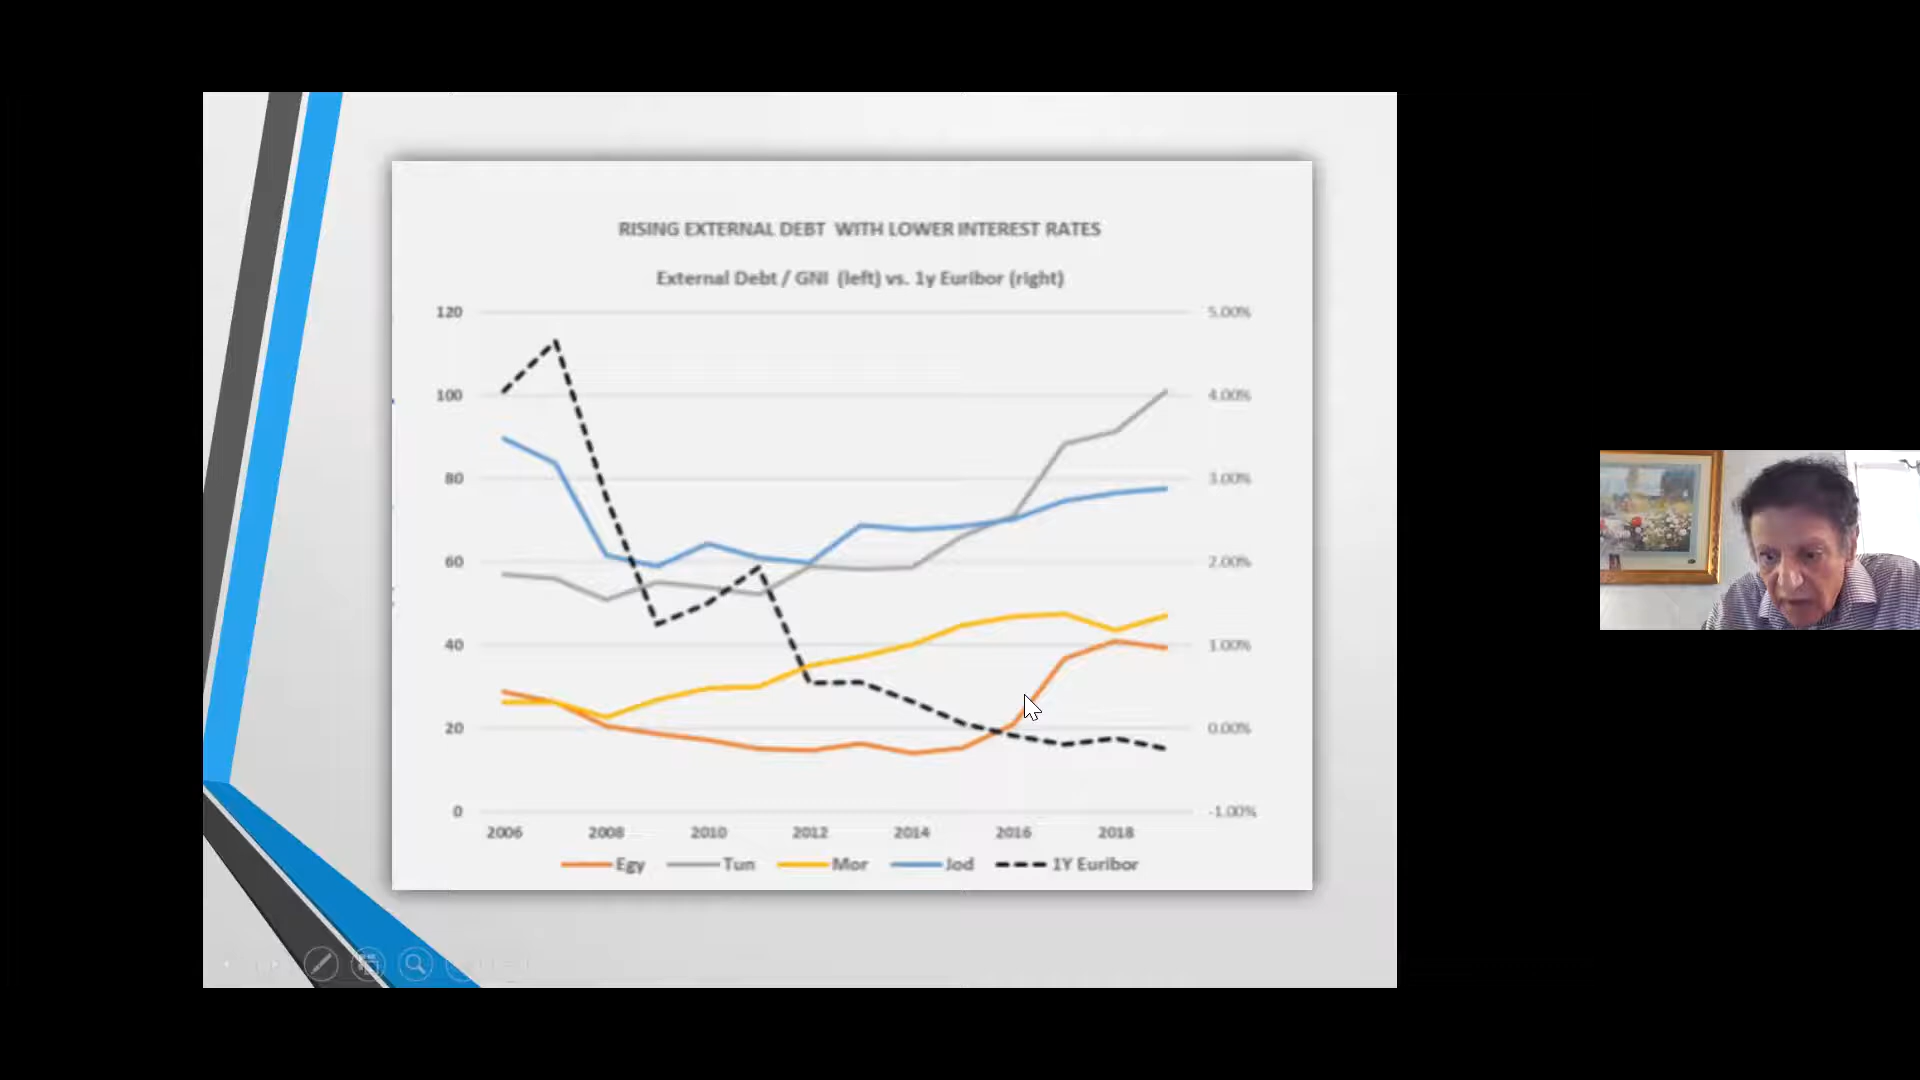 RISING EXTERNAL DEBT WITH LOWER INTEREST RATES
External Debt / GNI (left) vs. 1y Euribor (right)
120 5.00%
100 4.00%
80 3.00%
60 2.00%
40 1.00%
20 0.00%
0 -1.00%
2006 2008 2010 2012 2014 2016 2018
Egy Tun Mor Jod 1Y Euribor